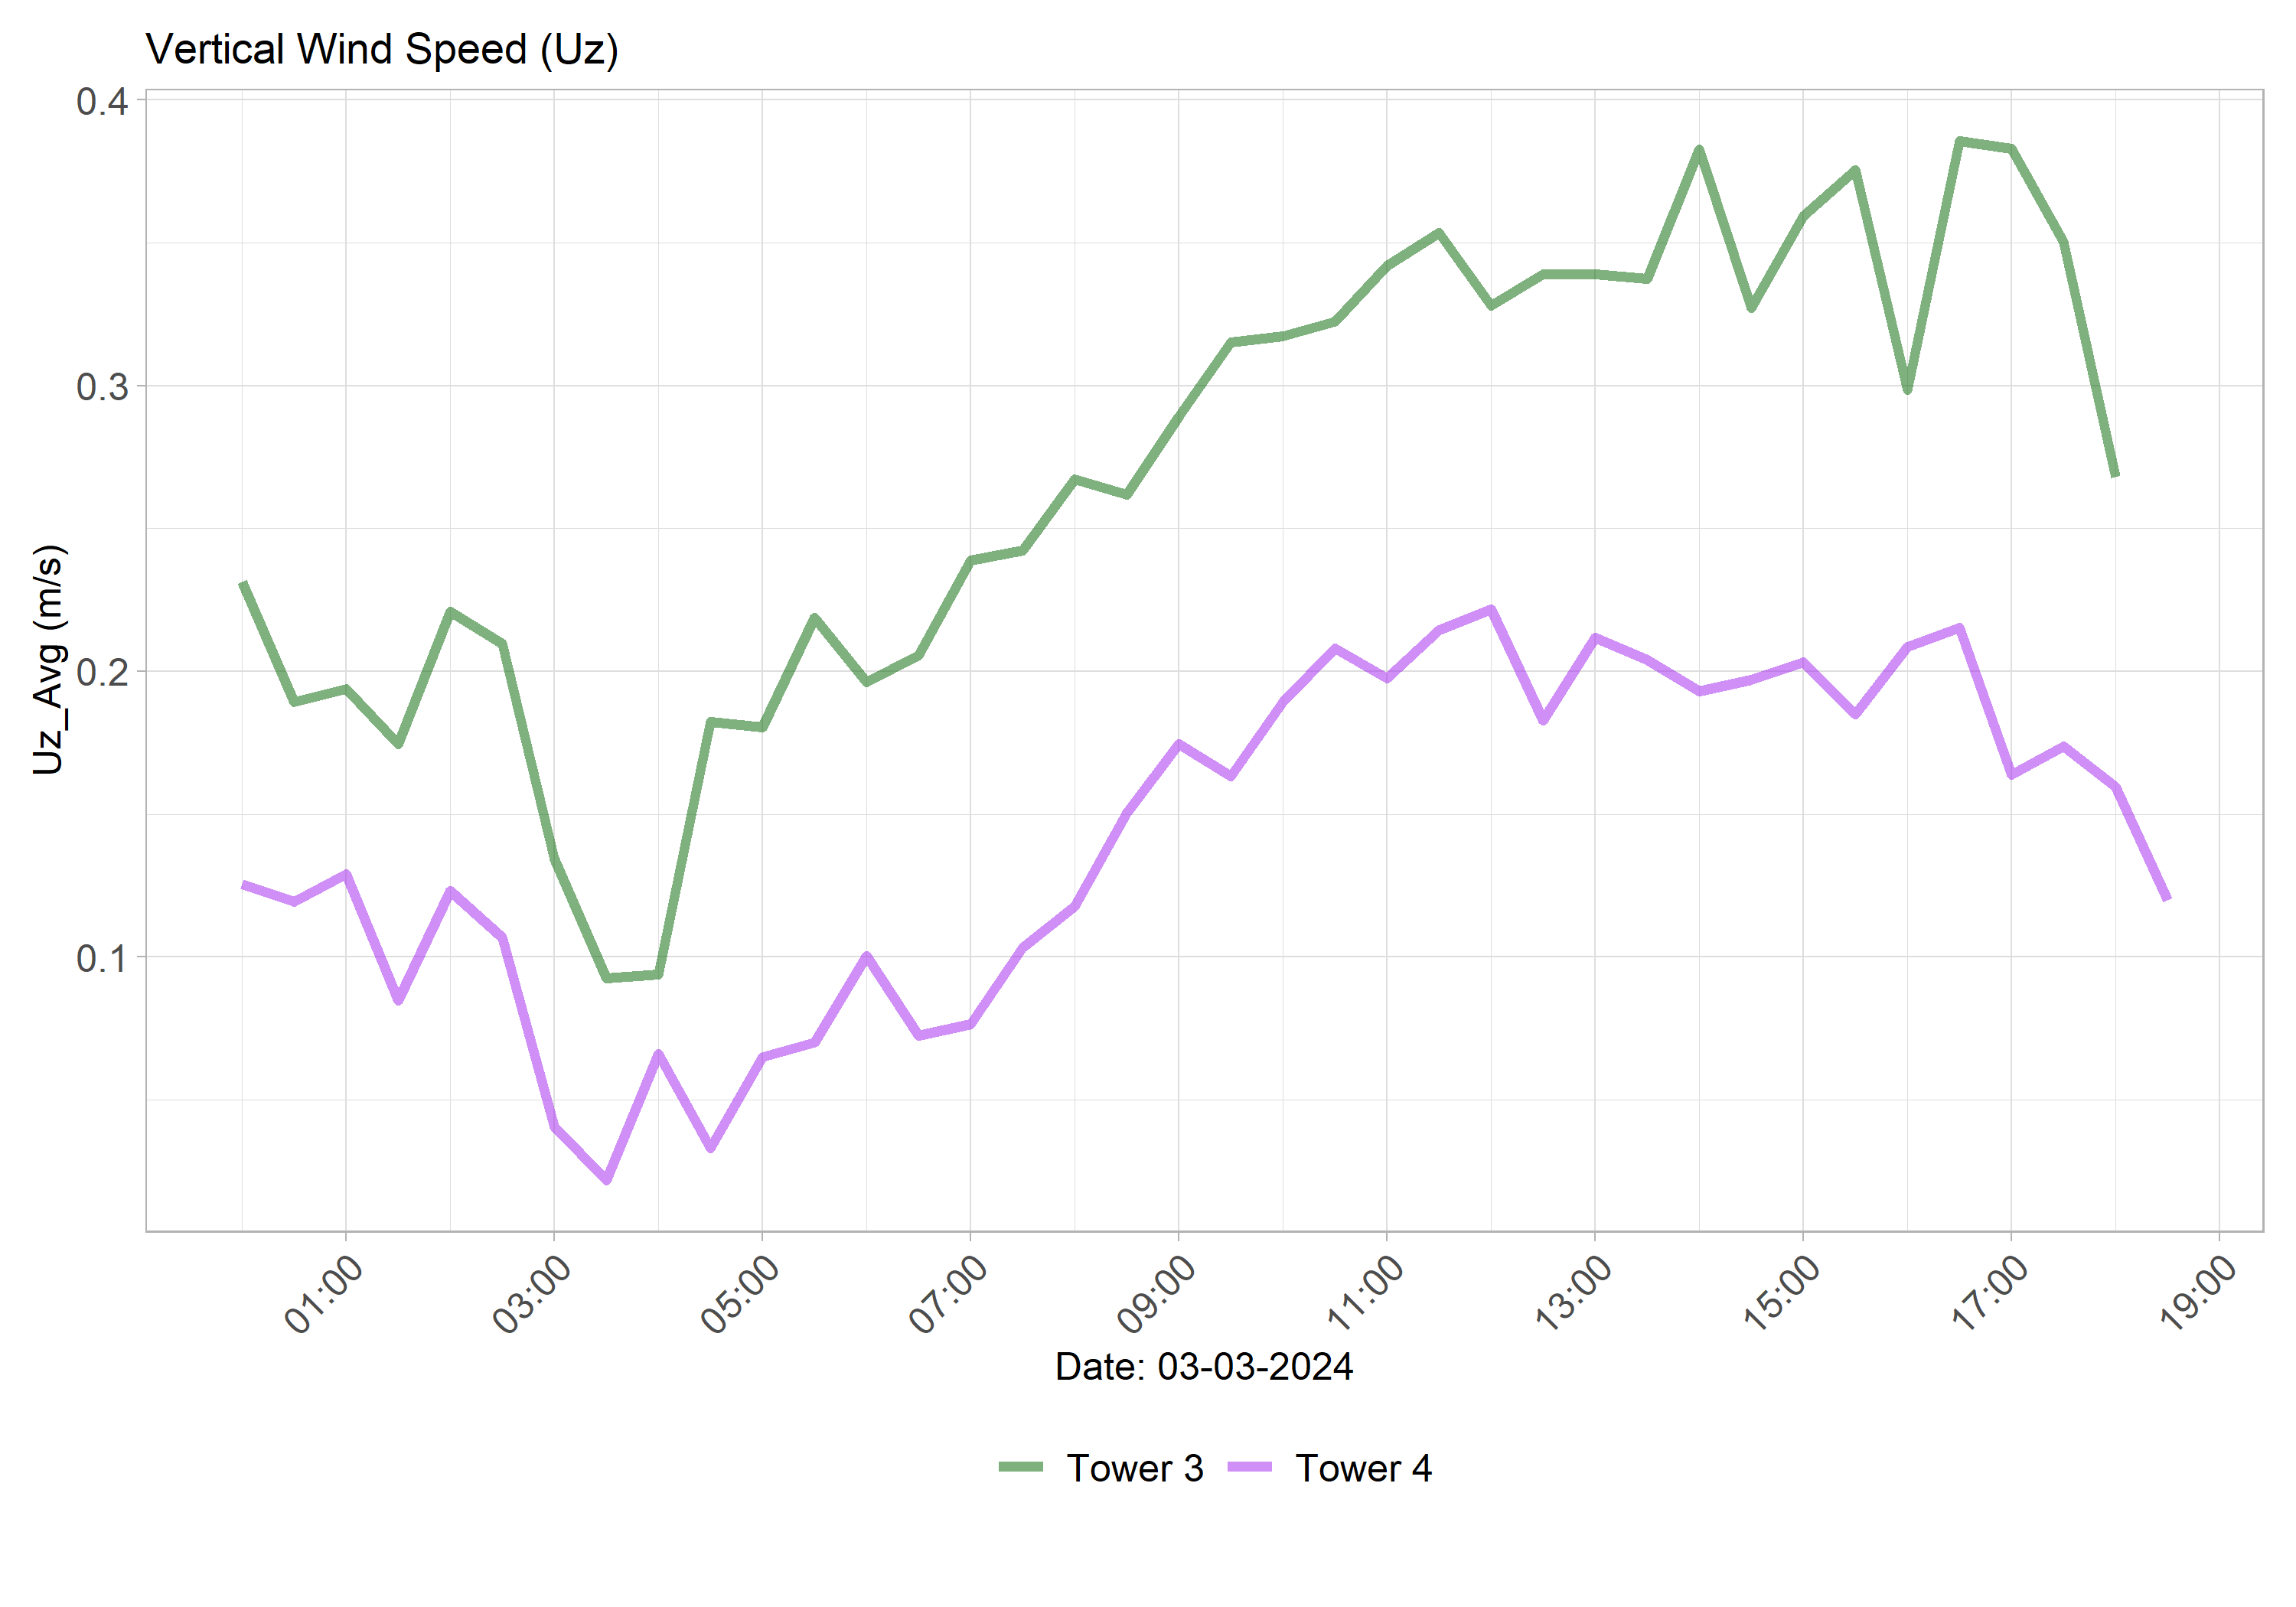 Vertical Wind Speed (Uz)
0.4
0.3
0.2
0.1
Uz_Avg (m/s)
01:00 03:00 05:00 07:00 09:00 11:00 13:00 15:00 17:00 19:00
Date: 03-03-2024
Tower 3 Tower 4